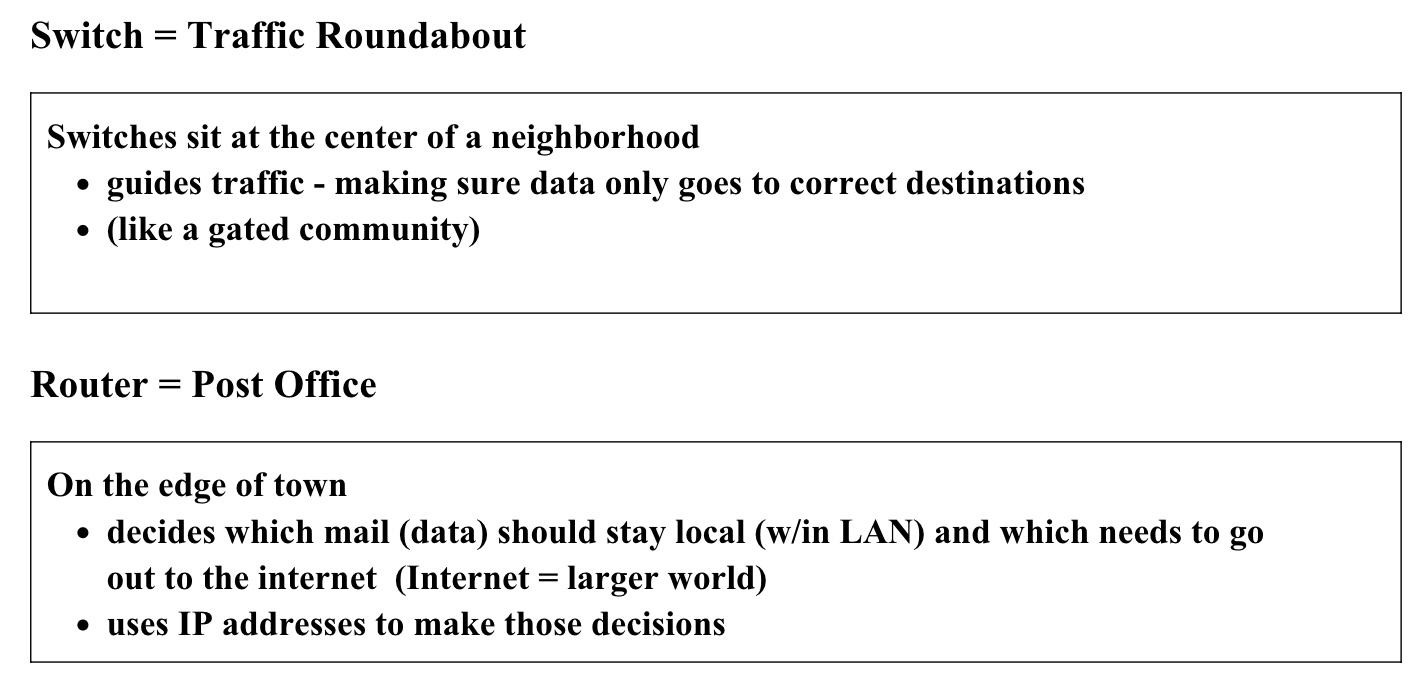 Switch = Traffic Roundabout
Switches sit at the center of a neighborhood
• guides traffic - making sure data only goes to correct destinations
• (like a gated community)
Router = Post Office
On the edge of town
• decides which mail (data) should stay local (w/in LAN) and which needs to go
out to the internet  (Internet = larger world)
• uses IP addresses to make those decisions